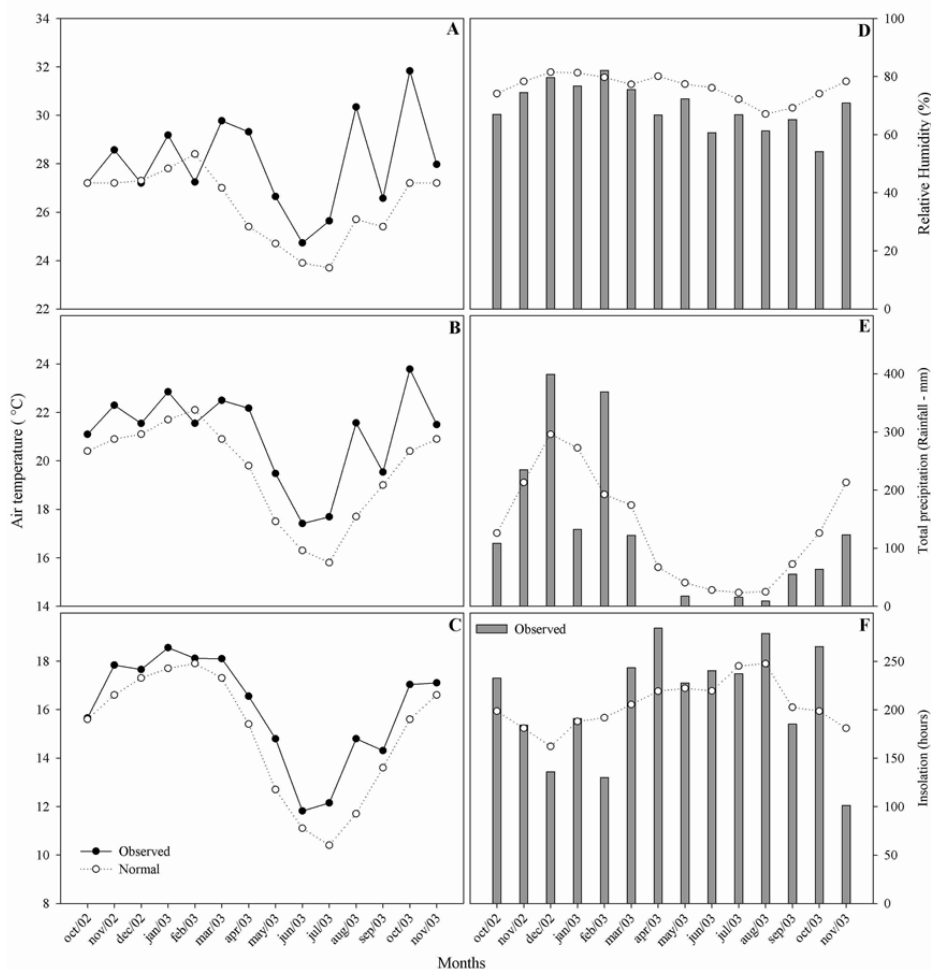 A
34
32
30
28
26
24
22
B
24
22
20
18
16
14
Air temperature ( °C)
C
18
16
14
12
10
8
Observed
Normal
oct/02
nov/02
dec/02
jan/03
feb/03
mar/03
apr/03
may/03
jun/03
jul/03
aug/03
sep/03
oct/03
nov/03
D
100
80
60
40
20
0
Relative Humidity (%)
E
400
300
200
100
0
Total precipitation (Rainfall - mm)
F
Observed
250
200
150
100
50
0
Insolation (hours)
oct/02
nov/02
dec/02
jan/03
feb/03
mar/03
apr/03
may/03
jun/03
jul/03
aug/03
sep/03
oct/03
nov/03
Months